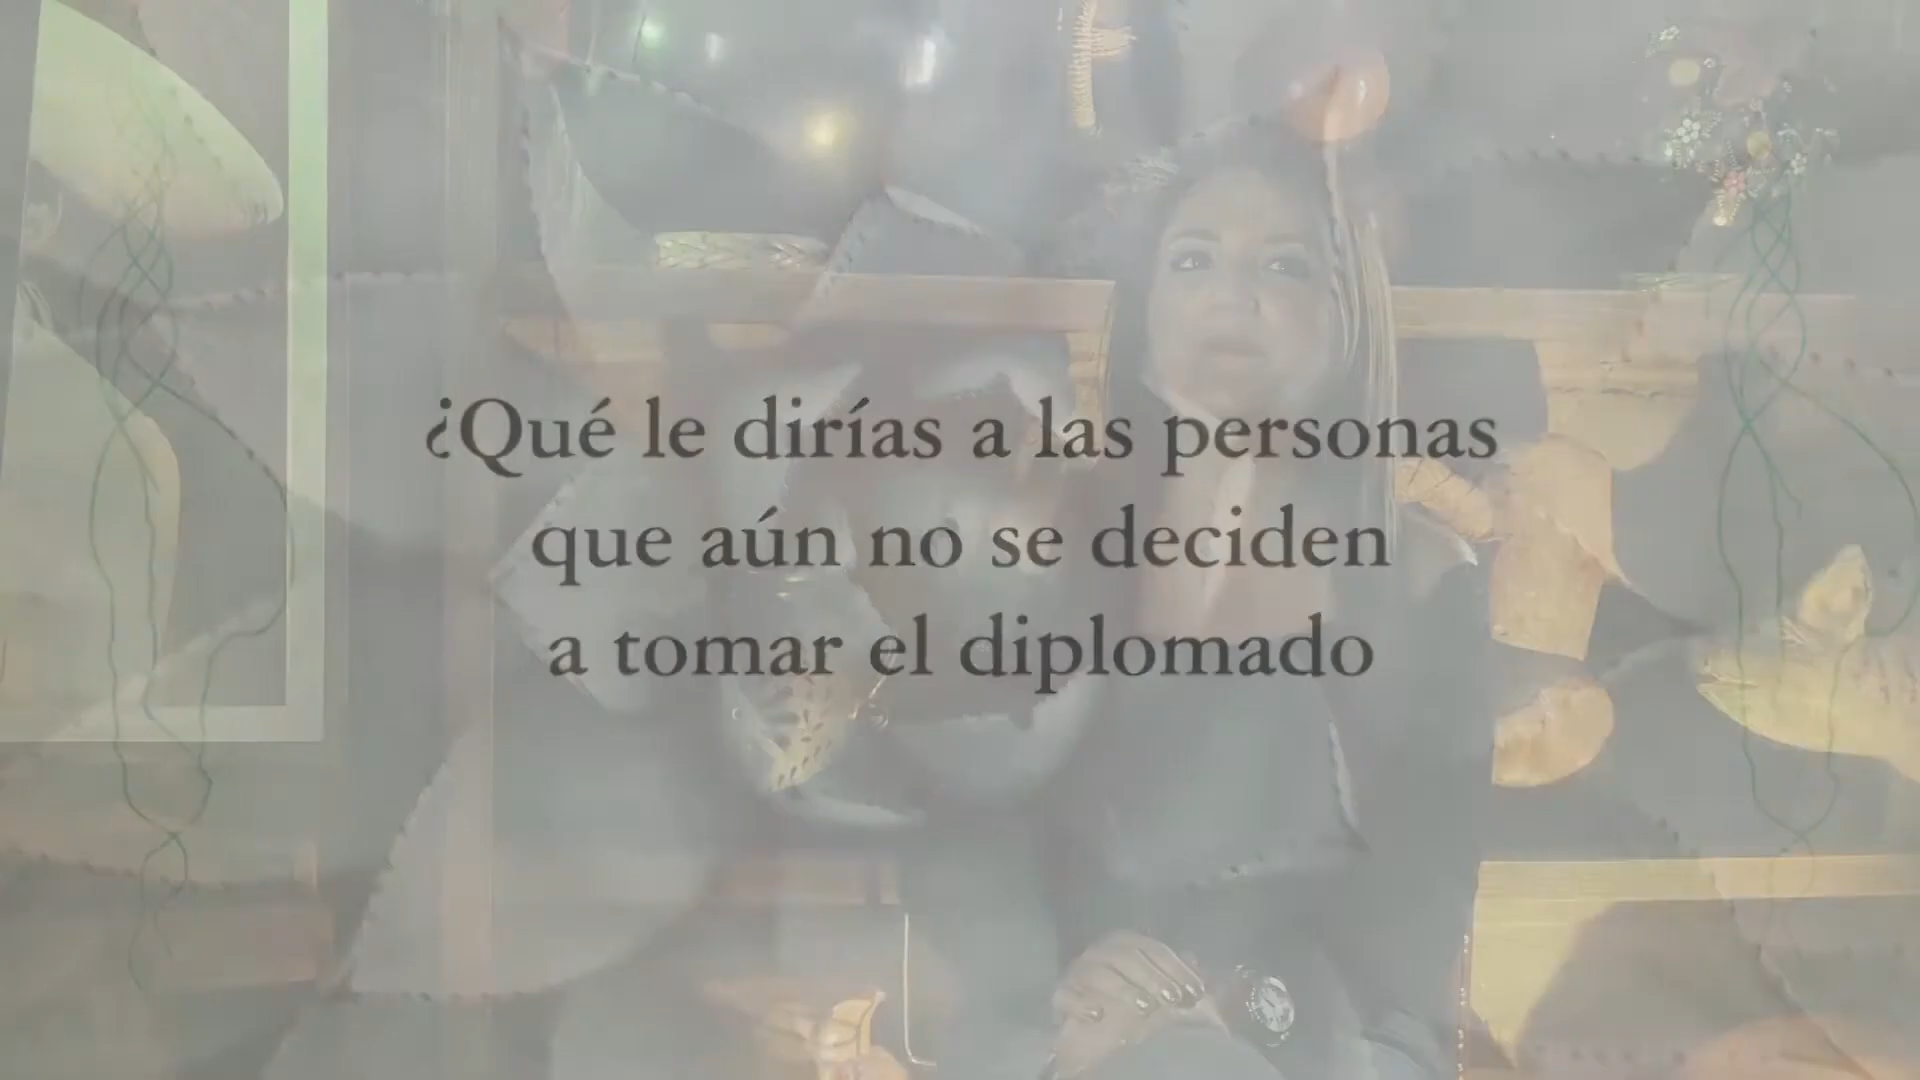 ¿Qué le dirías a las personas
que aún no se deciden
a tomar el diplomado